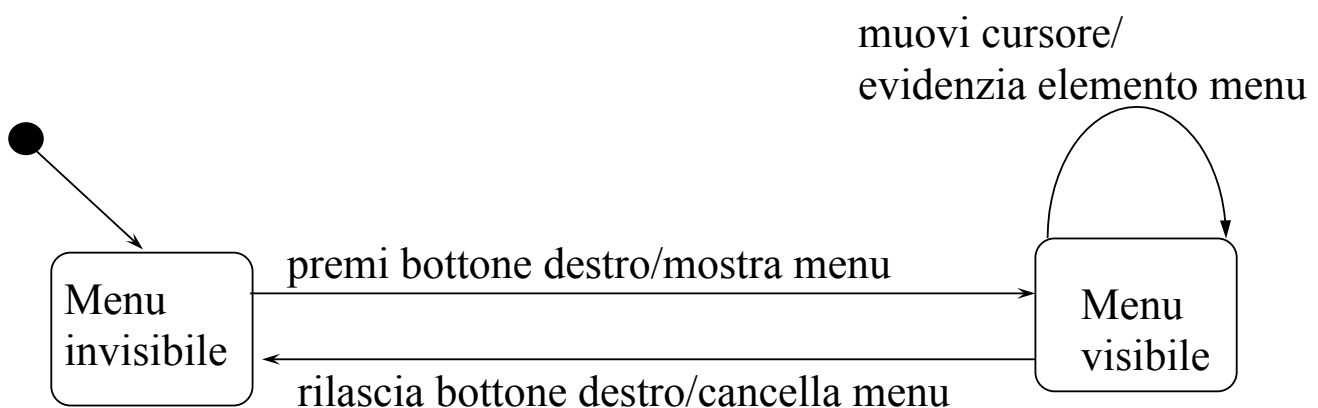 muovi cursore/
evidenzia elemento menu
premi bottone destro/mostra menu
Menu
invisibile
Menu
visibile
rilascia bottone destro/cancella menu